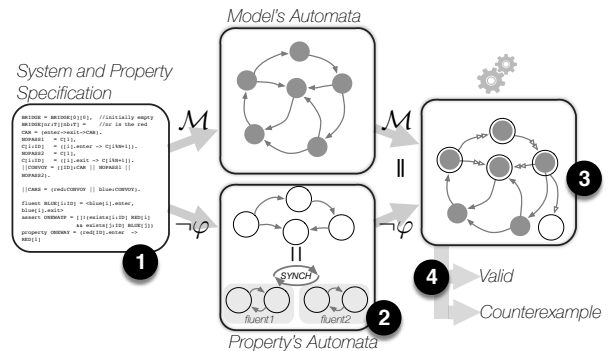 Model's Automata
System and Property
Specification
BRIDGE = BRIDGE[0][0], //initially empty
BRIDGE[nr:T][nb:T] = //nr is the red
CAR = (enter->exit->CAR).
NOPASS1 = C[1],
C[i:ID] = ([i].enter -> C[i%N+1]).
NOPASS2 = C[1],
C[i:ID] = ([i].exit -> C[i%N+1]).
||CONVOY = ([ID]:CAR || NOPASS1 ||
NOPASS2).
||CARS = (red:CONVOY || blue:CONVOY).
fluent BLUE[i:ID] = <blue[i].enter,
blue[i].exit>
assert ONEWAYP = []!(exists[i:ID] RED[i]
&& exists[j:ID] BLUE[j])
property ONEWAY = (red[ID].enter ->
RED[1]
1
M
¬φ
M
||
¬φ
||
SYNCH
fluent1
fluent2
2
Property's Automata
3
4
Valid
Counterexample